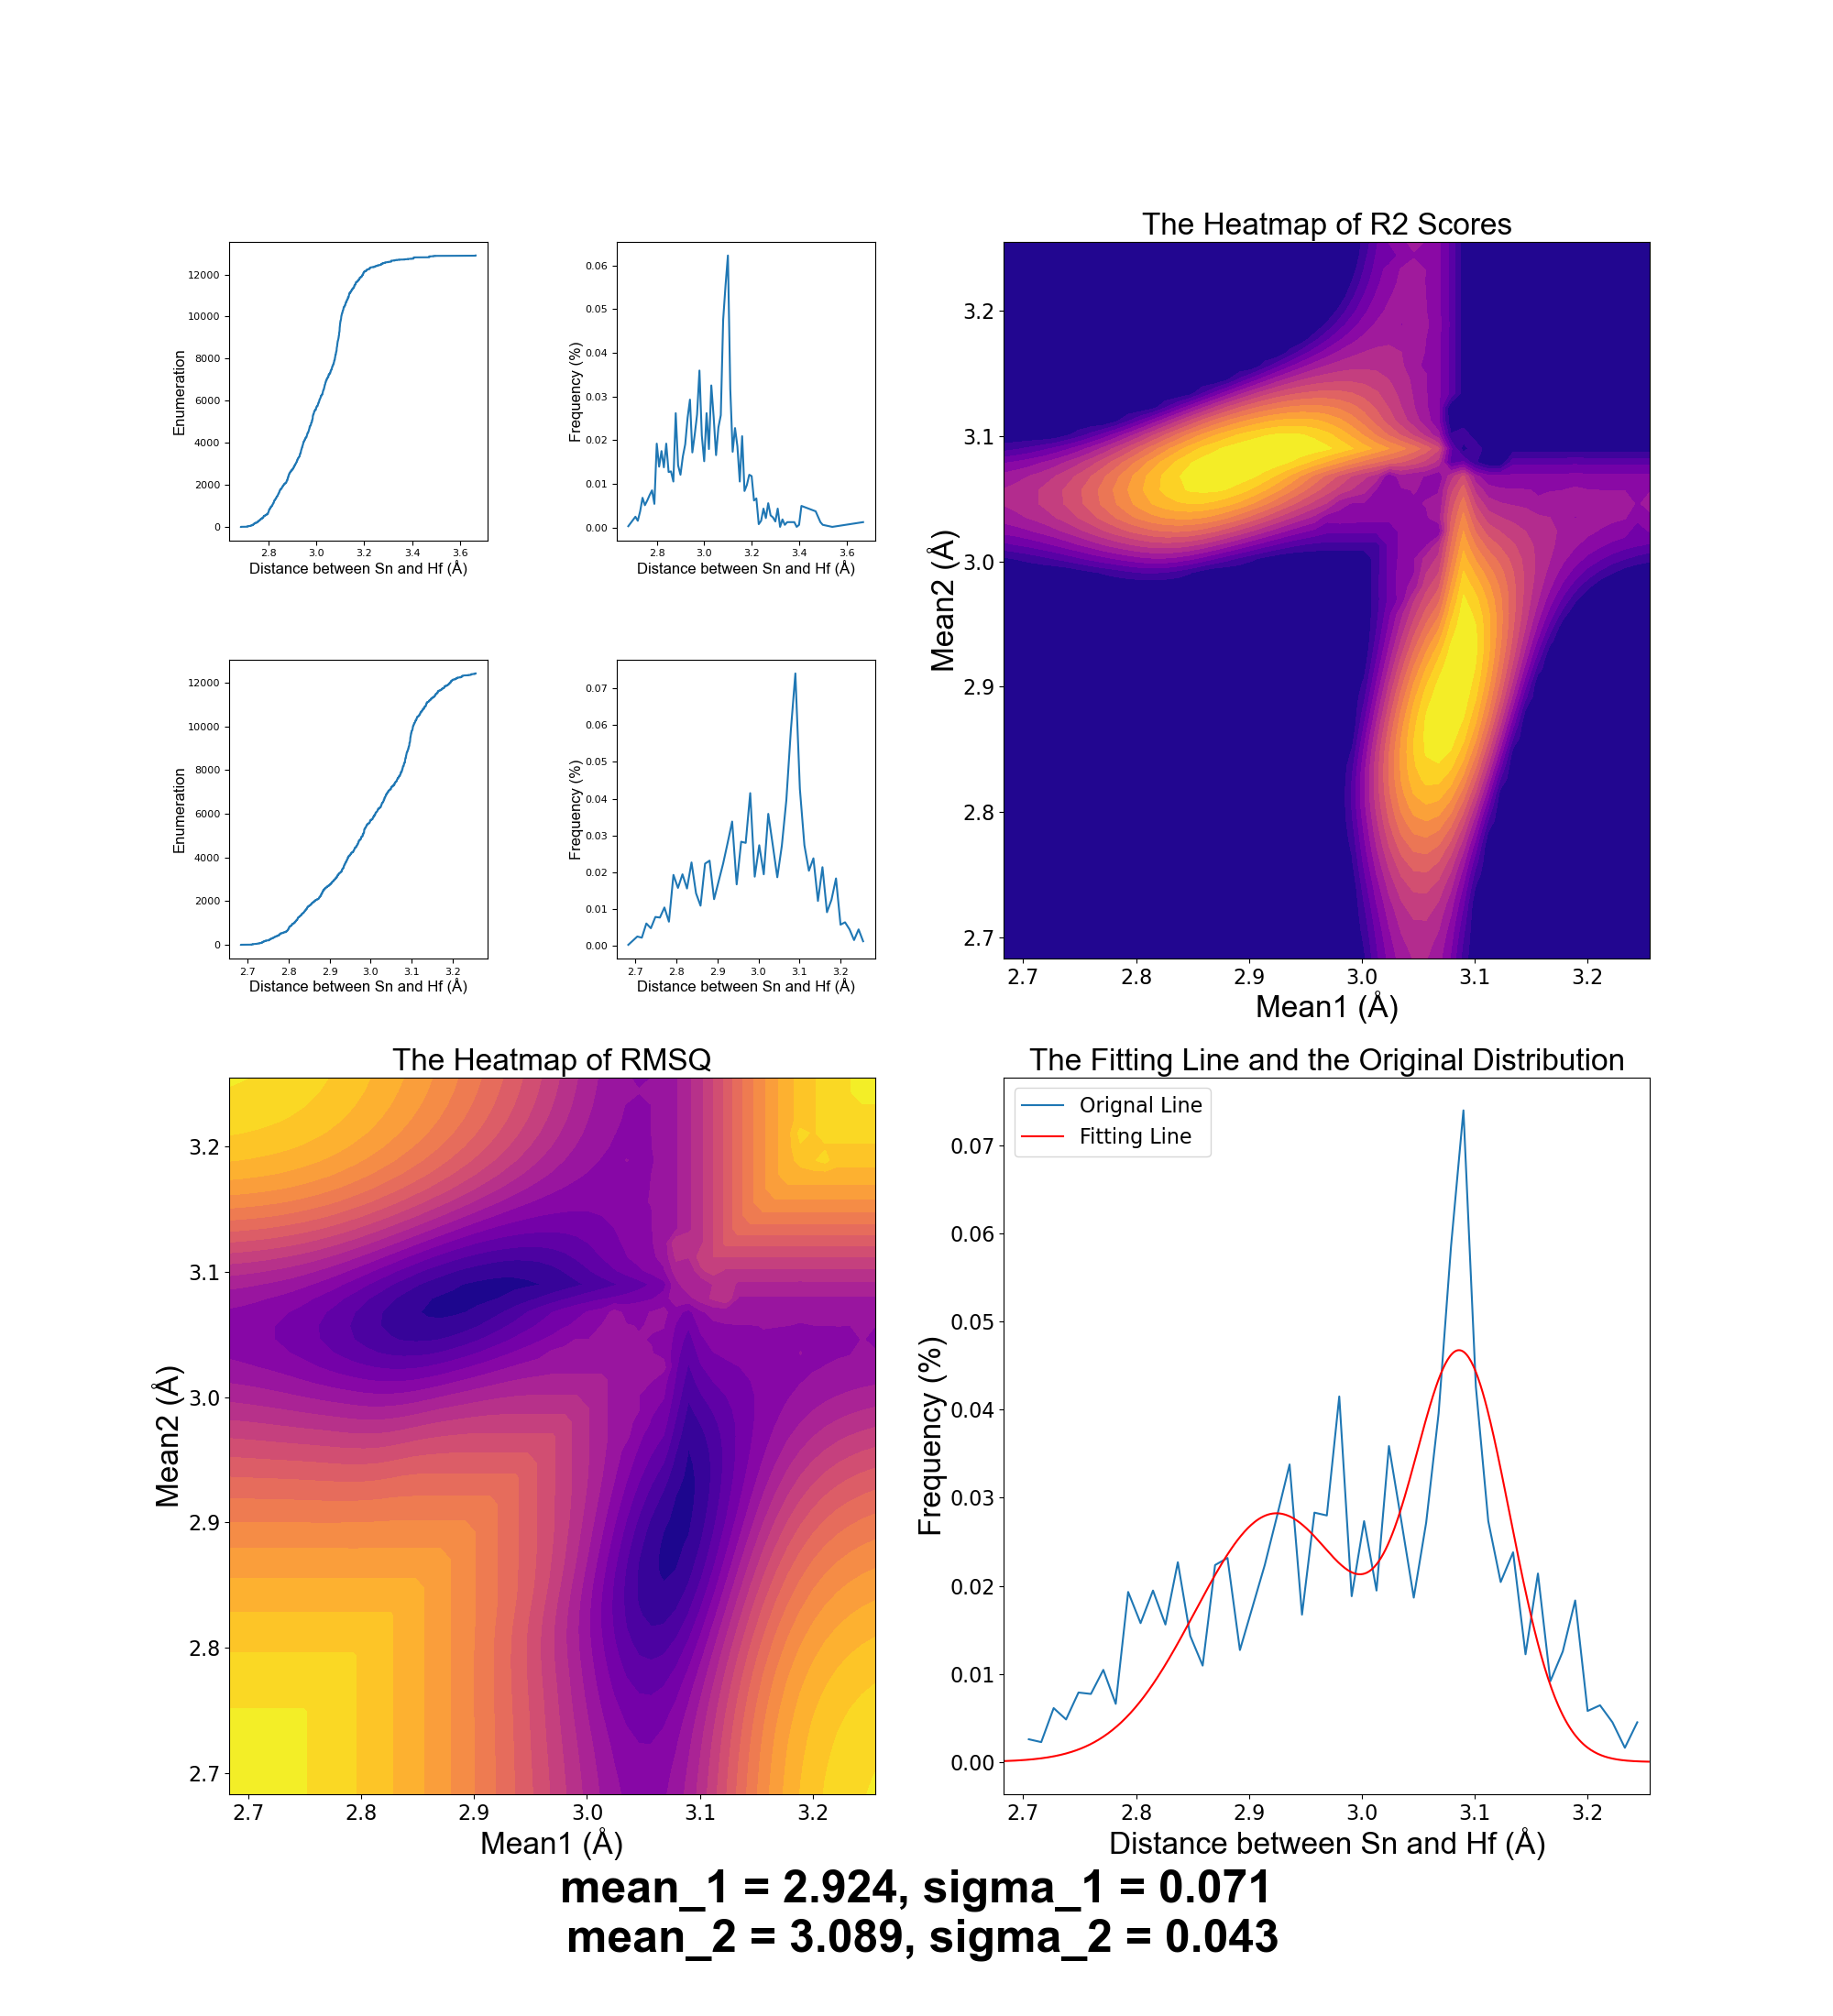 12000
10000
8000
6000
4000
2000
0
Enumeration
2.8 3.0 3.2 3.4 3.6
Distance between Sn and Hf (Å)
0.06
0.05
0.04
0.03
0.02
0.01
0.00
Frequency (%)
2.8 3.0 3.2 3.4 3.6
Distance between Sn and Hf (Å)
The Heatmap of R2 Scores
3.2
3.1
3.0
2.9
2.8
2.7
Mean2 (Å)
2.7 2.8 2.9 3.0 3.1 3.2
Mean1 (Å)
12000
10000
8000
6000
4000
2000
0
Enumeration
2.7 2.8 2.9 3.0 3.1 3.2
Distance between Sn and Hf (Å)
0.07
0.06
0.05
0.04
0.03
0.02
0.01
0.00
Frequency (%)
2.7 2.8 2.9 3.0 3.1 3.2
Distance between Sn and Hf (Å)
The Heatmap of RMSQ
3.2
3.1
3.0
2.9
2.8
2.7
Mean2 (Å)
2.7 2.8 2.9 3.0 3.1 3.2
Mean1 (Å)
The Fitting Line and the Original Distribution
Orignal Line
Fitting Line
0.07
0.06
0.05
0.04
0.03
0.02
0.01
0.00
Frequency (%)
2.7 2.8 2.9 3.0 3.1 3.2
Distance between Sn and Hf (Å)
mean_1 = 2.924, sigma_1 = 0.071
mean_2 = 3.089, sigma_2 = 0.043